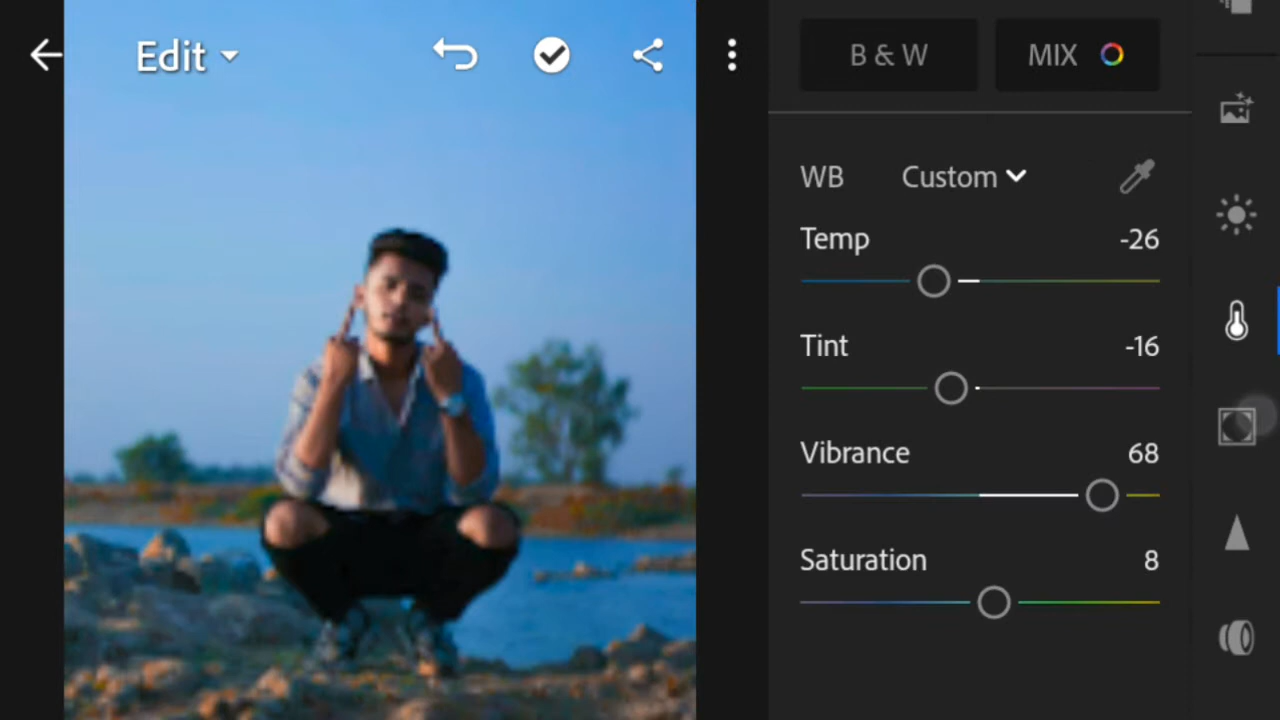 Edit
B & W MIX
WB Custom
Temp -26
Tint -16
Vibrance 68
Saturation 8